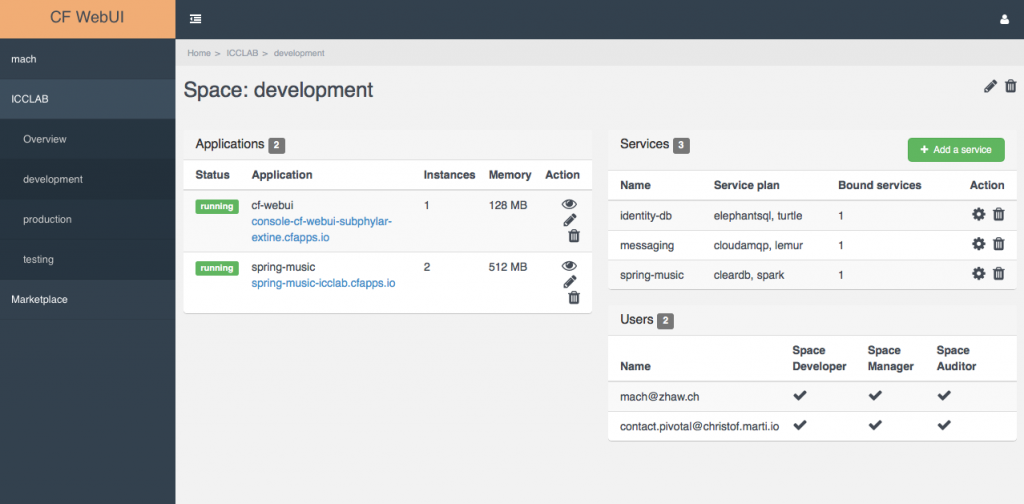 CF WebUI
mach
ICCLAB
Overview
development
production
testing
Marketplace
Home > ICCLAB > development
Space: development
Applications 2
Status Application Instances Memory Action
running cf-webui 1 128 MB
console-cf-webui-subphylar-
extine.cfapps.io
running spring-music 2 512 MB
spring-music-icclab.cfapps.io
Services 3
+ Add a service
Name Service plan Bound services Action
identity-db elephantsql, turtle 1
messaging cloudamqp, lemur 1
spring-music cleardb, spark 1
Users 2
Space Space Space
Name Developer Manager Auditor
mach@zhaw.ch
contact.pivotal@christof.marti.io